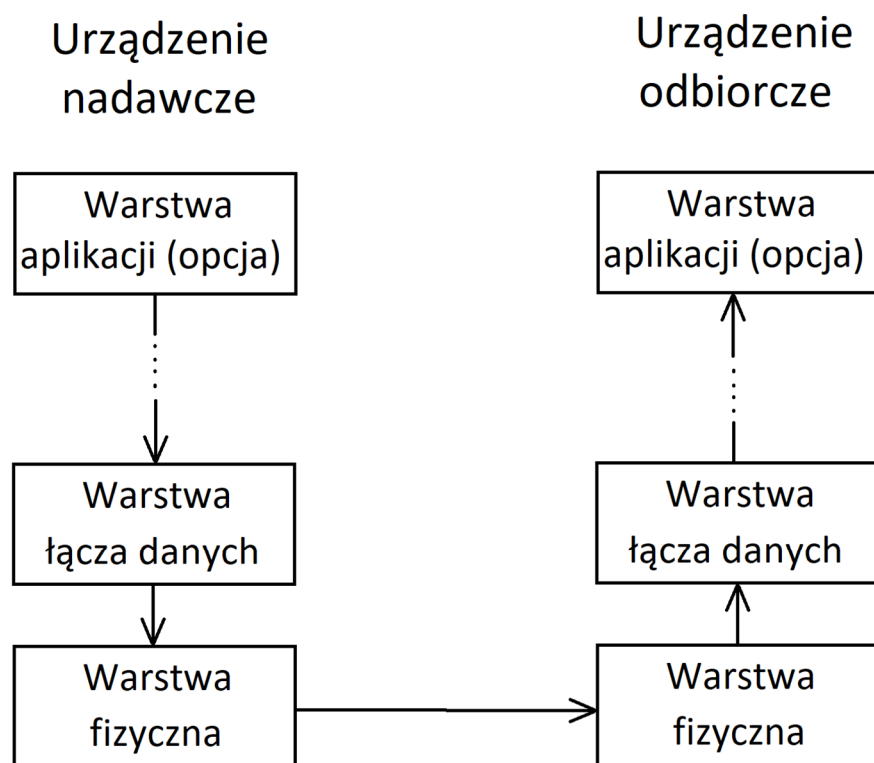 Urządzenie
nadawcze
Urządzenie
odbiorcze
Warstwa
aplikacji (opcja)
Warstwa
aplikacji (opcja)
Warstwa
łącza danych
Warstwa
łącza danych
Warstwa
fizyczna
Warstwa
fizyczna